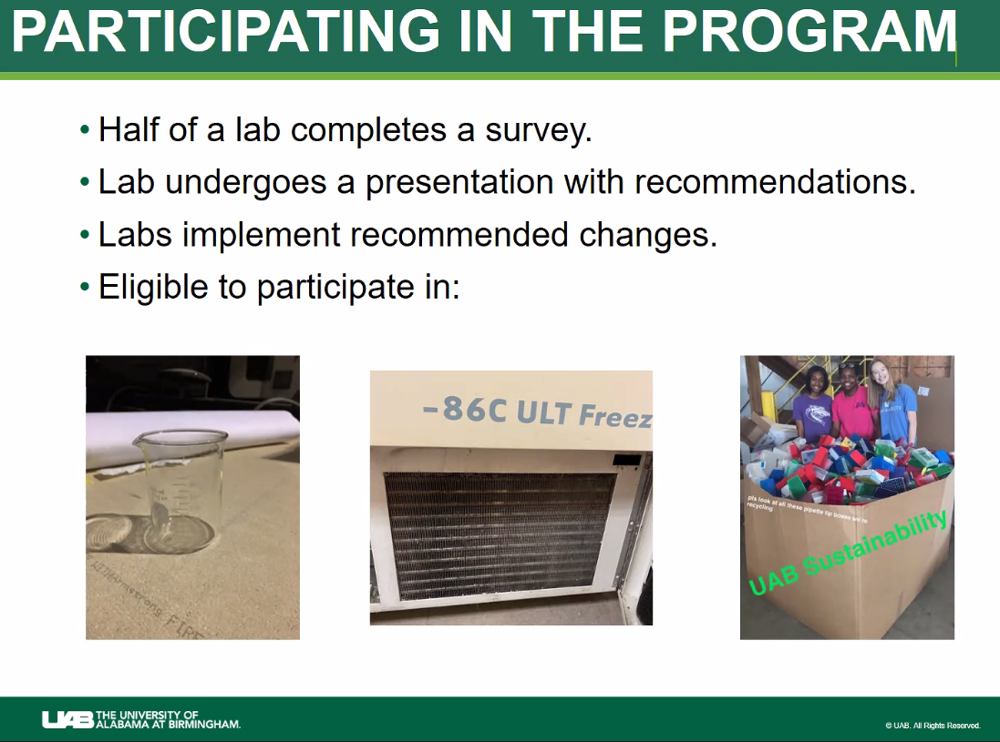 PARTICIPATING IN THE PROGRAM
• Half of a lab completes a survey.
• Lab undergoes a presentation with recommendations.
• Labs implement recommended changes.
• Eligible to participate in:
-86C ULT Freez
Armstrong FIRE
pls look at all these pipette tip boxes we're
recycling
UAB Sustainability
UAB THE UNIVERSITY OF
ALABAMA AT BIRMINGHAM.
© UAB. All Rights Reserved.